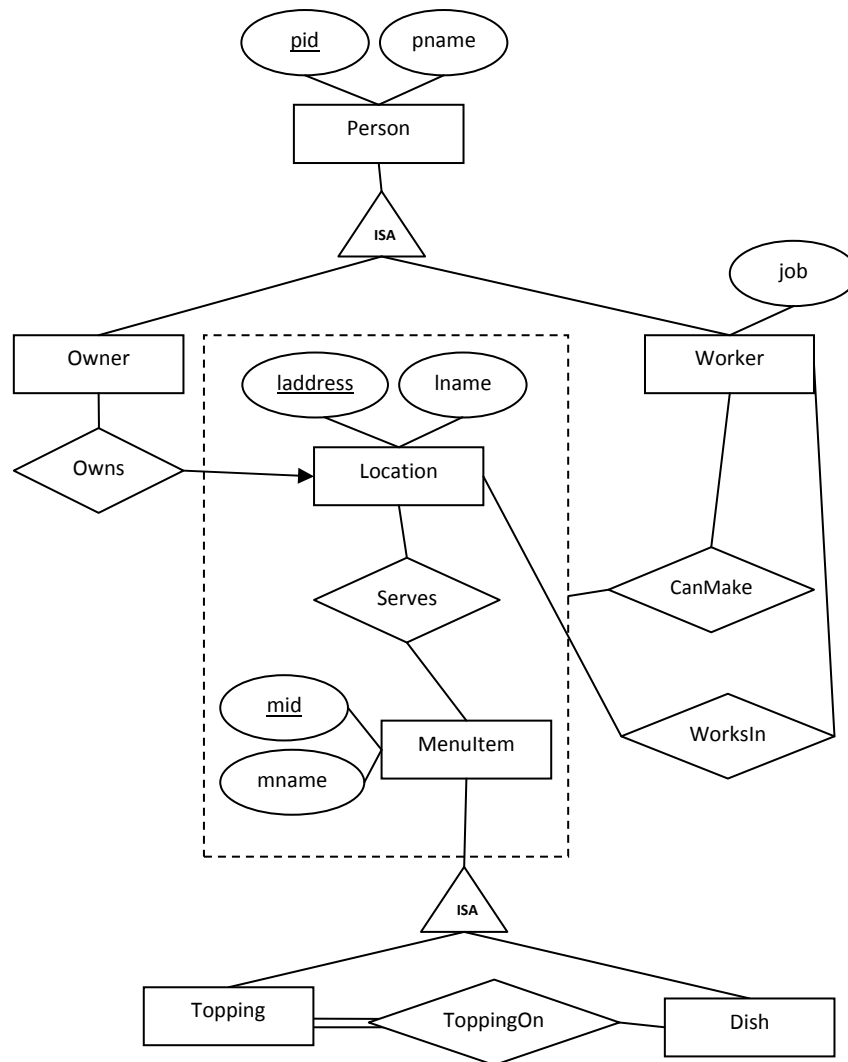 pid
pname
Person
ISA
job
Owner
Worker
laddress
lname
Owns
Location
CanMake
Serves
mid
MenuItem
WorksIn
mname
ISA
Topping
ToppingOn
Dish